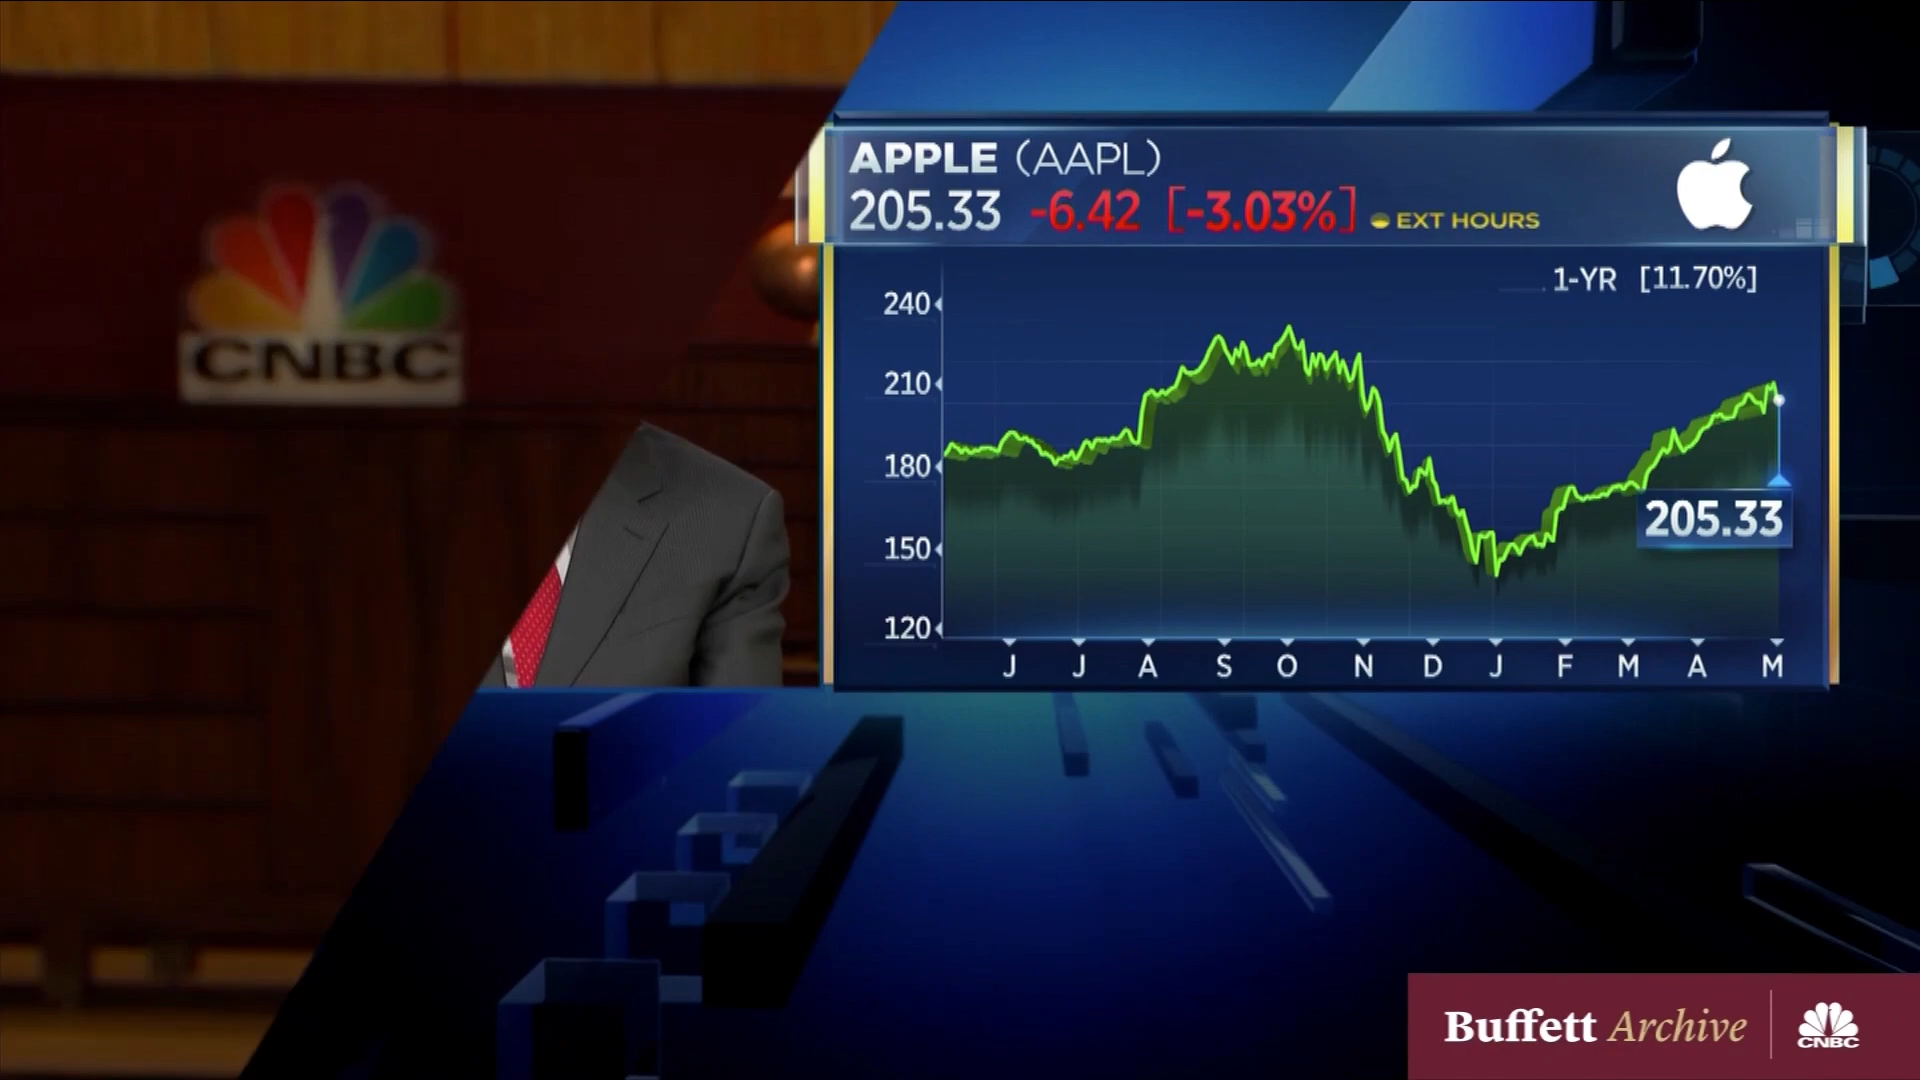 CNBC
APPLE (AAPL)
205.33 -6.42 [-3.03%] EXT HOURS
1-YR [11.70%]
240
210
180
150
120
205.33
J J A S O N D J F M A M
Buffett Archive
CNBC